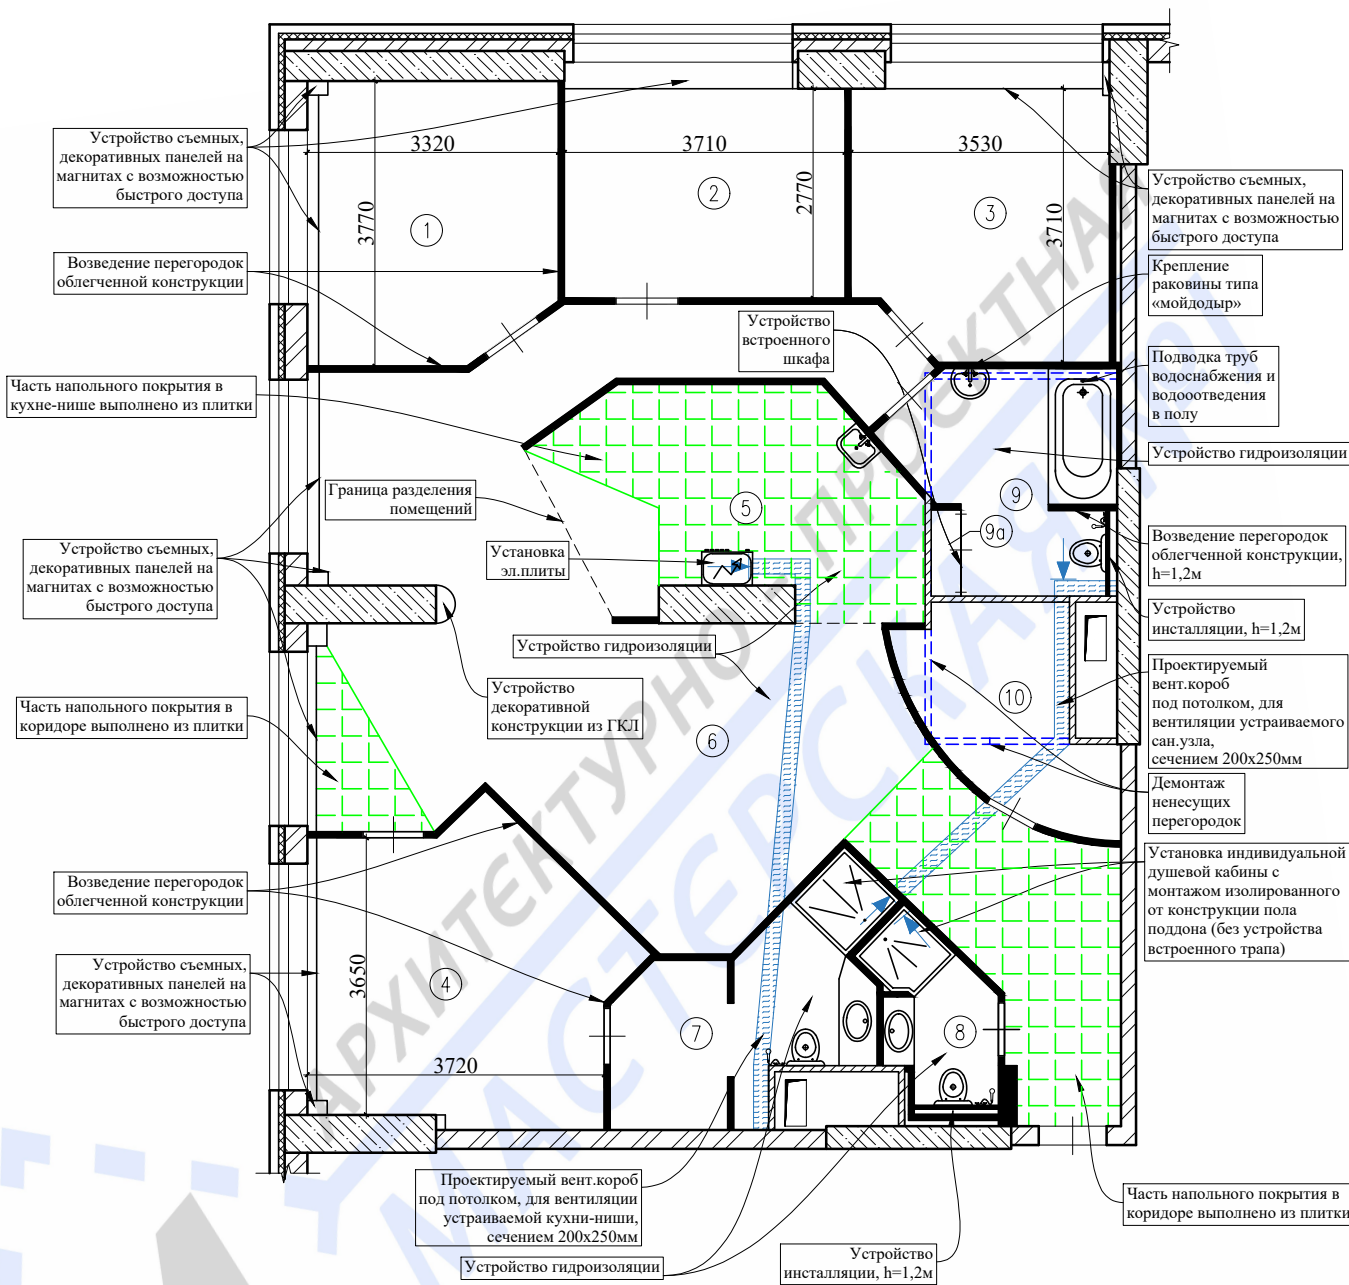 3320
3710
3530
3770
2770
3710
1
2
3
Устройство съемных,
декоративных панелей на
магнитах с возможностью
быстрого доступа
Возведение перегородок
облегченной конструкции
Часть напольного покрытия в
кухне-нише выполнено из плитки
Граница разделения
помещений
Установка
эл.плиты
Устройство съемных,
декоративных панелей на
магнитах с возможностью
быстрого доступа
Устройство гидроизоляции
Устройство
декоративной
конструкции из ГКЛ
Часть напольного покрытия в
коридоре выполнено из плитки
Возведение перегородок
облегченной конструкции
Устройство съемных,
декоративных панелей на
магнитах с возможностью
быстрого доступа
Устройство
встроенного
шкафа
Устройство съемных,
декоративных панелей на
магнитах с возможностью
быстрого доступа
Крепление
раковины типа
«мойдодыр»
Подводка труб
водоснабжения и
водооотведения
в полу
Устройство гидроизоляции
Возведение перегородок
облегченной конструкции,
h=1,2м
Устройство
инсталляции, h=1,2м
Проектируемый
вент.короб
под потолком, для
вентиляции устраиваемого
сан.узла,
сечением 200х250мм
Демонтаж
ненесущих
перегородок
Установка индивидуальной
душевой кабины с
монтажом изолированного
от конструкции пола
поддона (без устройства
встроенного трапа)
Часть напольного покрытия в
коридоре выполнено из плитки
5
9
9а
10
6
4
7
8
3650
3720
Проектируемый вент.короб
под потолком, для вентиляции
устраиваемой кухни-ниши,
сечением 200х250мм
Устройство гидроизоляции
Устройство
инсталляции, h=1,2м
АРХИТЕКТУРНО - ПРОЕКТНАЯ
МАСТЕРСКАЯ